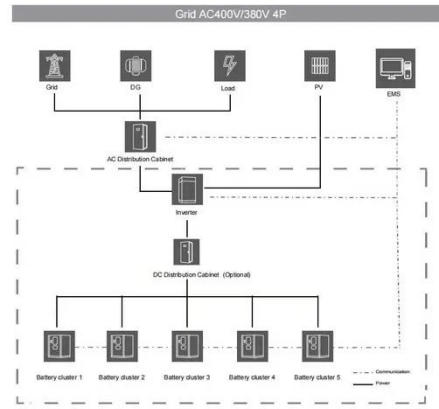 Grid AC400V/380V 4P
Grid
DG
Load
PV
EMS
AC Distribution Cabinet
Inverter
DC Distribution Cabinet (Optional)
Battery cluster 1
Battery cluster 2
Battery cluster 3
Battery cluster 4
Battery cluster 5
Communication
Power